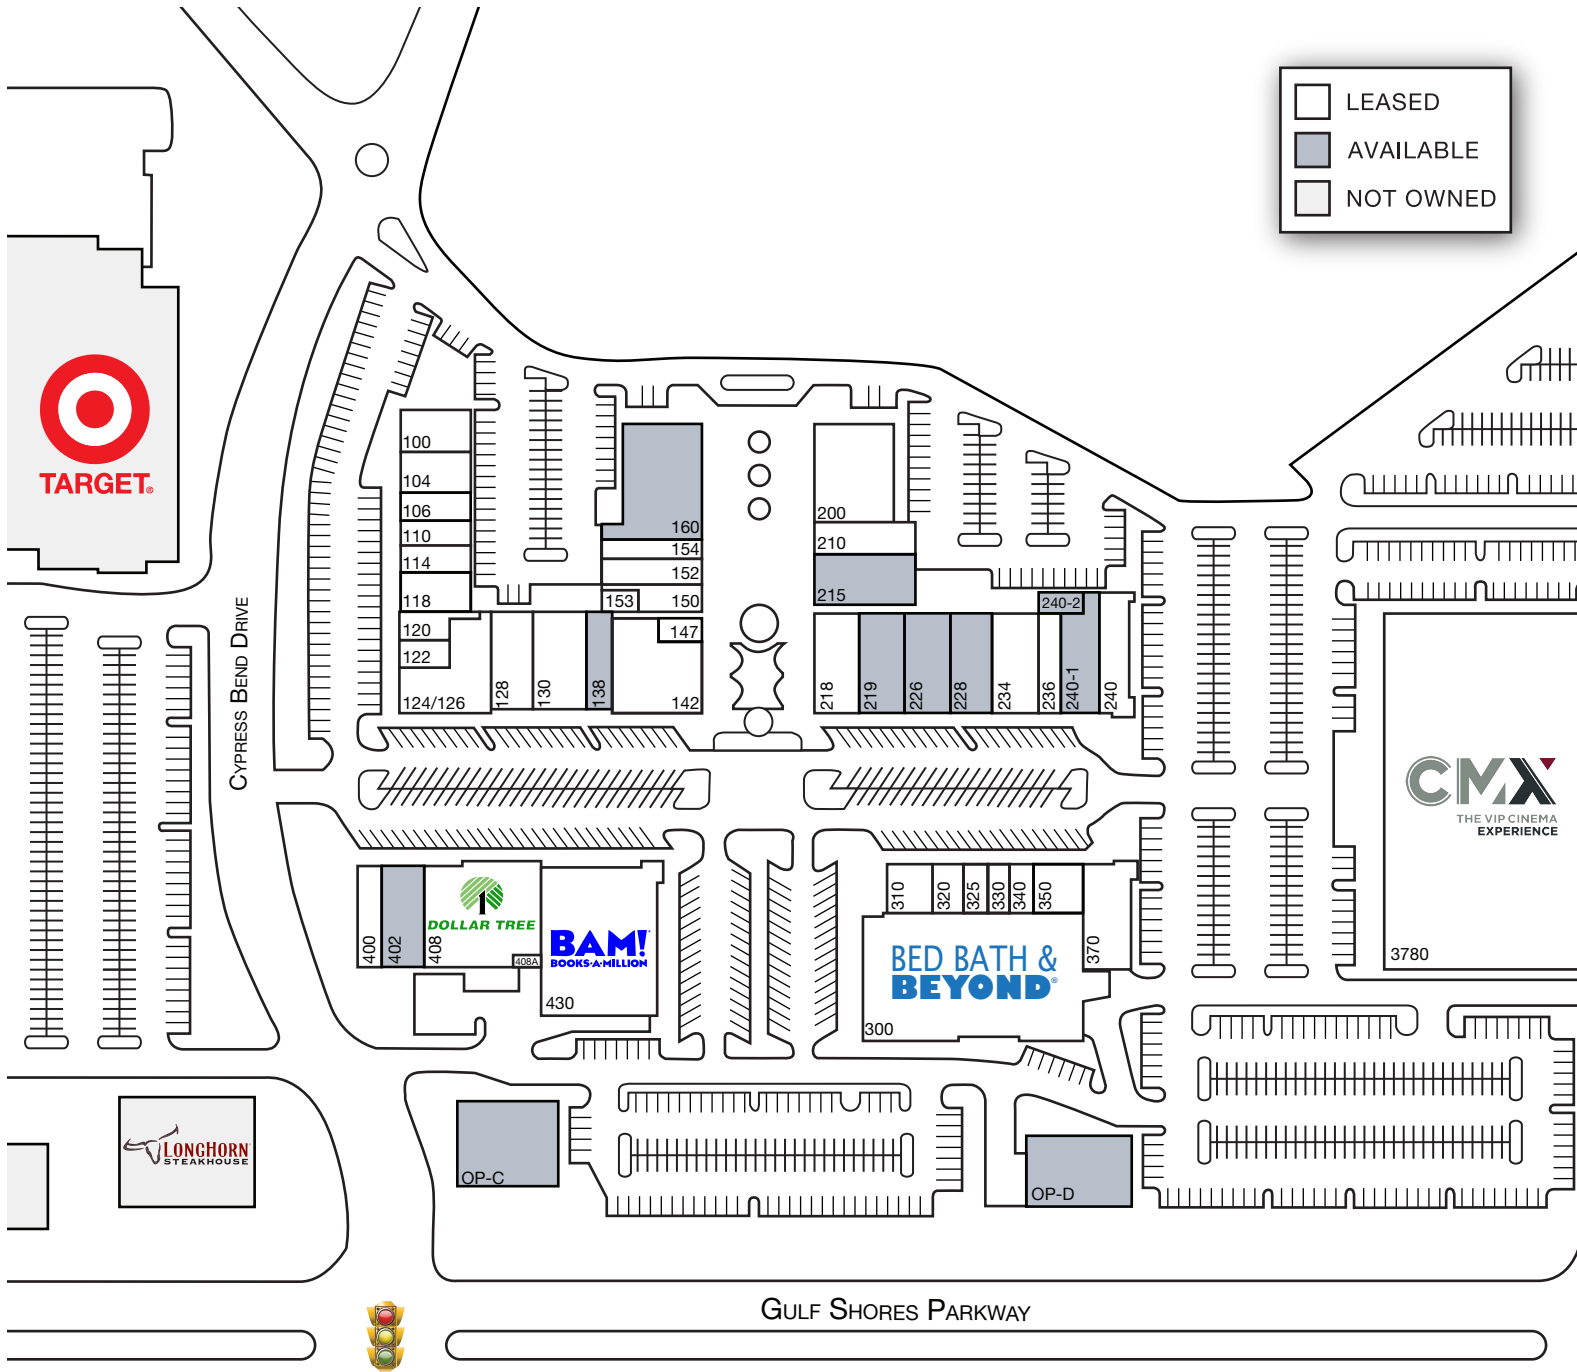 LEASED
AVAILABLE
NOT OWNED
TARGET®
CYPRESS BEND DRIVE
100
104
106
110
114
118
120
122
124/126
128
130
138
142
147
153
150
152
154
160
200
210
215
218
219
226
228
234
236
240-2
240-1
240
CMX
THE VIP CINEMA
EXPERIENCE
3780
400
402
408
DOLLAR TREE
408A
BAM!
BOOKS·A·MILLION
430
310
320
325
330
340
350
370
BED BATH &
BEYOND®
300
LONGHORN
STEAKHOUSE
OP-C
OP-D
GULF SHORES PARKWAY